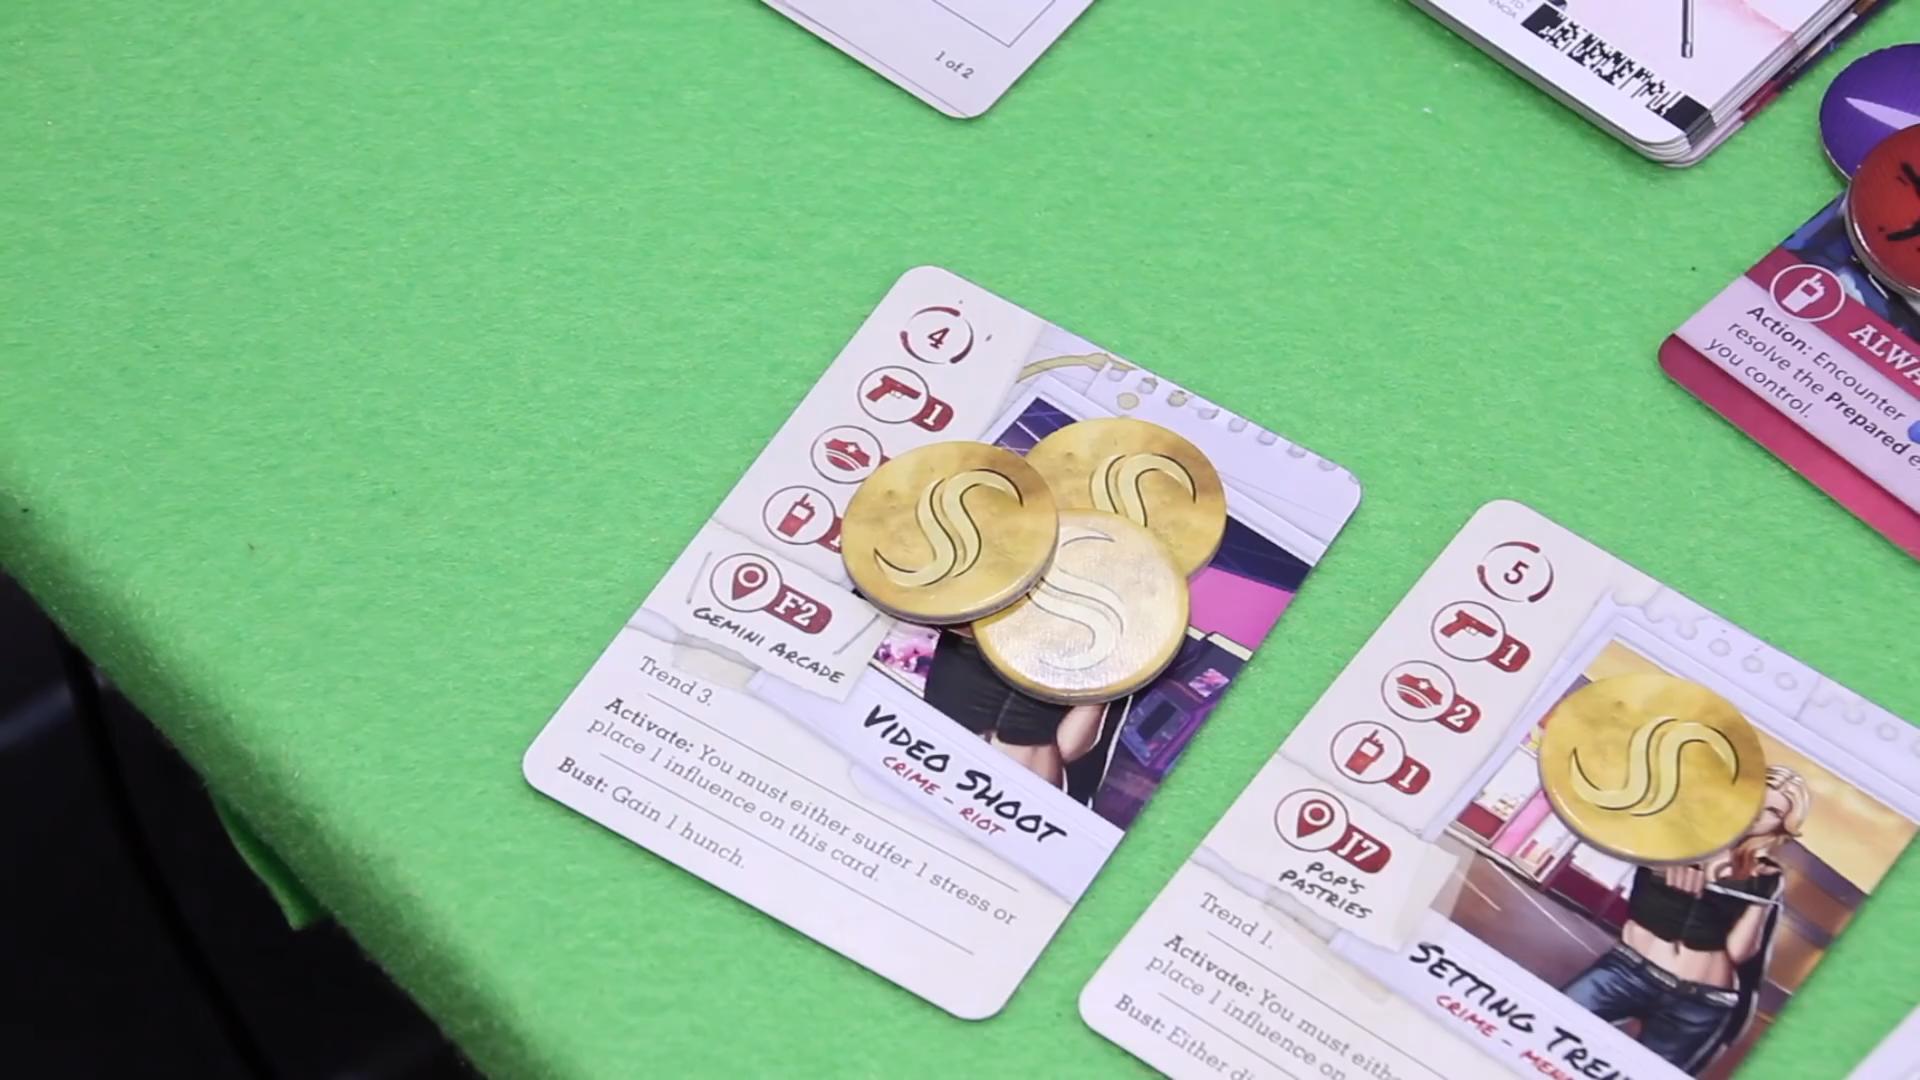 1 of 2
4
1
F2
GEMINI ARCADE
Trend 3.
Activate: You must either suffer 1 stress or
place 1 influence on this card.
Bust: Gain 1 hunch.
VIDEO SHOOT
CRIME - RIOT
5
1
2
1
I7
POP'S
PASTRIES
Trend 1.
Activate: You must
place 1 influence on
Bust: Either
SETTING
CRIME -
Action: Encounter
resolve the Prepared
you control.